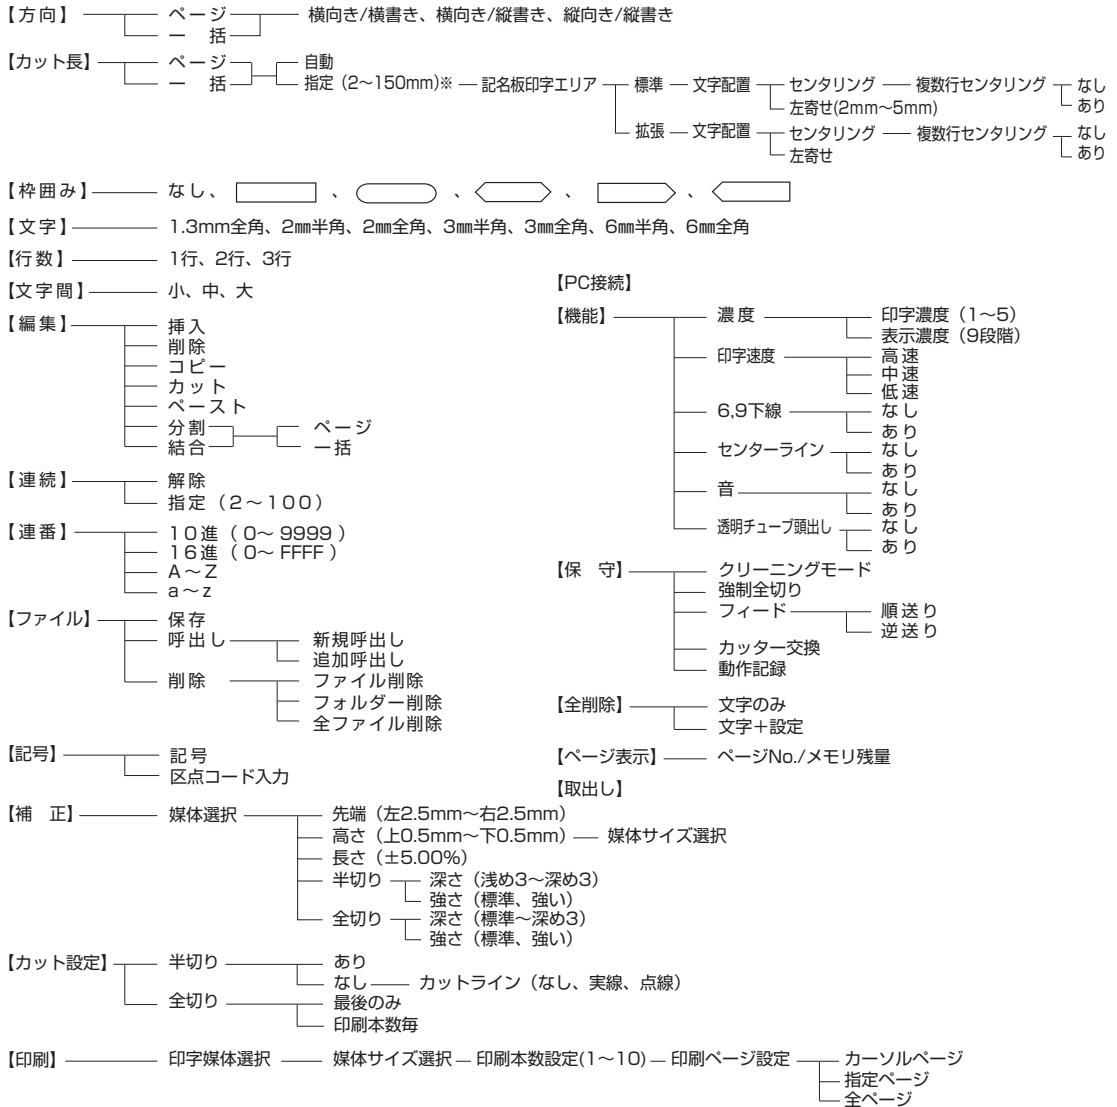 【方向】 ページ 横向き/横書き、横向き/縦書き、縦向き/縦書き
一 括
【カット長】 ページ 自動
一 括 指定（2～150mm)※ 記名板印字エリア 標準 文字配置 センタリング 複数行センタリング なし
あり
左寄せ(2mm～5mm)
拡張 文字配置 センタリング 複数行センタリング なし
あり
左寄せ
【枠囲み】 なし、 、 、 、 、
【文字】 1.3mm全角、2㎜半角、2㎜全角、3㎜半角、3㎜全角、6㎜半角、6㎜全角
【行数】 1行、2行、3行
【文字間】 小、中、大
【編集】 挿入
削除
コピー
カット
ペースト
分割 ページ
結合 一括
【連続】 解除
指定（2～100）
【連番】 10進（0～9999）
16進（0～FFFF）
A～Z
a～z
【ファイル】 保存
呼出し 新規呼出し
追加呼出し
削除 ファイル削除
フォルダー削除
全ファイル削除
【記号】 記号
区点コード入力
【PC接続】
【機能】 濃度 印字濃度（1～5）
表示濃度（9段階）
印字速度 高速
中速
低速
6,9下線 なし
あり
センターライン なし
あり
音 なし
あり
透明チューブ頭出し なし
あり
【保　守】 クリーニングモード
強制全切り
フィード 順送り
逆送り
カッター交換
動作記録
【全削除】 文字のみ
文字＋設定
【ページ表示】 ページNo./メモリ残量
【取出し】
【補　正】 媒体選択 先端（左2.5mm～右2.5mm）
高さ（上0.5mm～下0.5mm） 媒体サイズ選択
長さ（±5.00%）
半切り 深さ（浅め3～深め3）
強さ（標準、強い）
全切り 深さ（標準～深め3）
強さ（標準、強い）
【カット設定】 半切り あり
なし カットライン（なし、実線、点線）
全切り 最後のみ
印刷本数毎
【印刷】 印字媒体選択 媒体サイズ選択 印刷本数設定(1～10) 印刷ページ設定 カーソルページ
指定ページ
全ページ